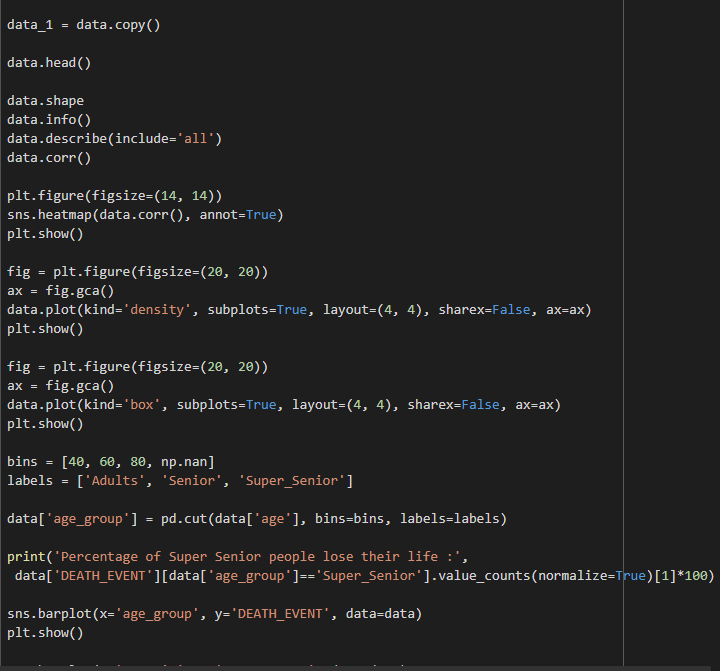 data_1 = data.copy()
data.head()
data.shape
data.info()
data.describe(include='all')
data.corr()
plt.figure(figsize=(14, 14))
sns.heatmap(data.corr(), annot=True)
plt.show()
fig = plt.figure(figsize=(20, 20))
ax = fig.gca()
data.plot(kind='density', subplots=True, layout=(4, 4), sharex=False, ax=ax)
plt.show()
fig = plt.figure(figsize=(20, 20))
ax = fig.gca()
data.plot(kind='box', subplots=True, layout=(4, 4), sharex=False, ax=ax)
plt.show()
bins = [40, 60, 80, np.nan]
labels = ['Adults', 'Senior', 'Super_Senior']
data['age_group'] = pd.cut(data['age'], bins=bins, labels=labels)
print('Percentage of Super Senior people lose their life :',
data['DEATH_EVENT'][data['age_group']=='Super_Senior'].value_counts(normalize=True)[1]*100)
sns.barplot(x='age_group', y='DEATH_EVENT', data=data)
plt.show()